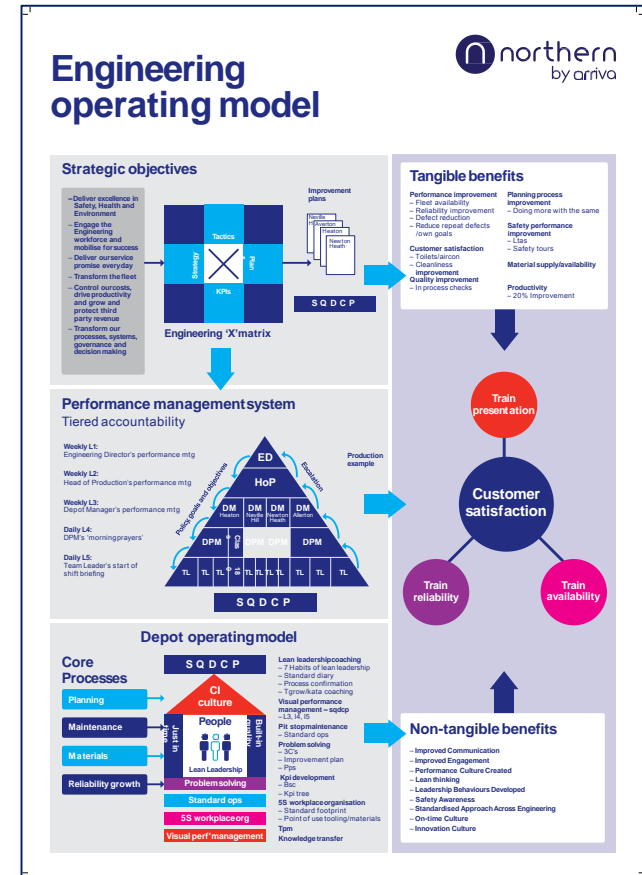 Engineering
operating model
northern
by arriva
Strategic objectives
– Deliver excellence in
Safety, Health and
Environment
– Engage the
Engineering
workforce and
mobilise for success
– Deliver our service
promise everyday
– Transform the fleet
– Control our costs,
drive productivity
and grow and
protect third
party revenue
– Transform our
processes, systems,
governance and
decision making
Tactics
Strategy
Plan
KPIs
Engineering ‘X’ matrix
Improvement
plans
Neville
Averton
Heaton
Newton
Heath
S Q D C P
Tangible benefits
Performance improvement
– Fleet availability
– Reliability improvement
– Defect reduction
– Reduce repeat defects
/own goals
Customer satisfaction
– Toilets/aircon
– Cleanliness
improvement
Quality improvement
– In process checks
Planning process
improvement
– Doing more with the same
Safety performance
improvement
– Ltas
– Safety tours
Material supply/availability
Productivity
– 20% Improvement
Performance management system
Tiered accountability
Weekly L1:
Engineering Director's performance mtg
Weekly L2:
Head of Production's performance mtg
Weekly L3:
Depot Manager's performance mtg
Daily L4:
DPM's ‘morning prayers’
Daily L5:
Team Leader's start of
shift briefing
Policy, goals and objectives
Escalation
Production
example
ED
HoP
DM
Heaton
DM
Neville
Hill
DM
Newton
Heath
DM
Allerton
DPM
DPM
DPM
DPM
TL
TL
TL
TL
TL
TL
TL
TL
TL
S Q D C P
Train
presentation
Customer
satisfaction
Train
reliability
Train
availability
Depot operating model
Core
Processes
Planning
Maintenance
Materials
Reliability growth
S Q D C P
CI
culture
Just in time
People
Lean Leadership
Built-in quality
Problem solving
Standard ops
5S workplace org
Visual perf' management
Lean leadership coaching
– 7 Habits of lean leadership
– Standard diary
– Process confirmation
– Tgrow/kata coaching
Visual performance
management – sqdcp
– L3, l4, l5
Pit stop maintenance
– Standard ops
Problem solving
– 3C's
– Improvement plan
– Pps
Kpi development
– Bsc
– Kpi tree
5S workplace organisation
– Standard footprint
– Point of use tooling/materials
Tpm
Knowledge transfer
Non-tangible benefits
– Improved Communication
– Improved Engagement
– Performance Culture Created
– Lean thinking
– Leadership Behaviours Developed
– Safety Awareness
– Standardised Approach Across Engineering
– On-time Culture
– Innovation Culture